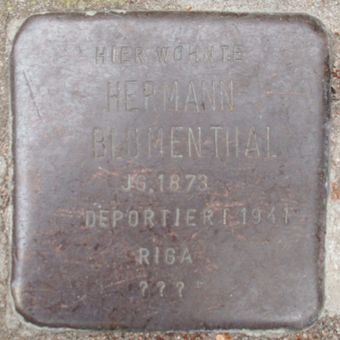 HIER WOHNTE
HERMANN
BLUMENTHAL
JG. 1873
DEPORTIERT 1941
RIGA
???